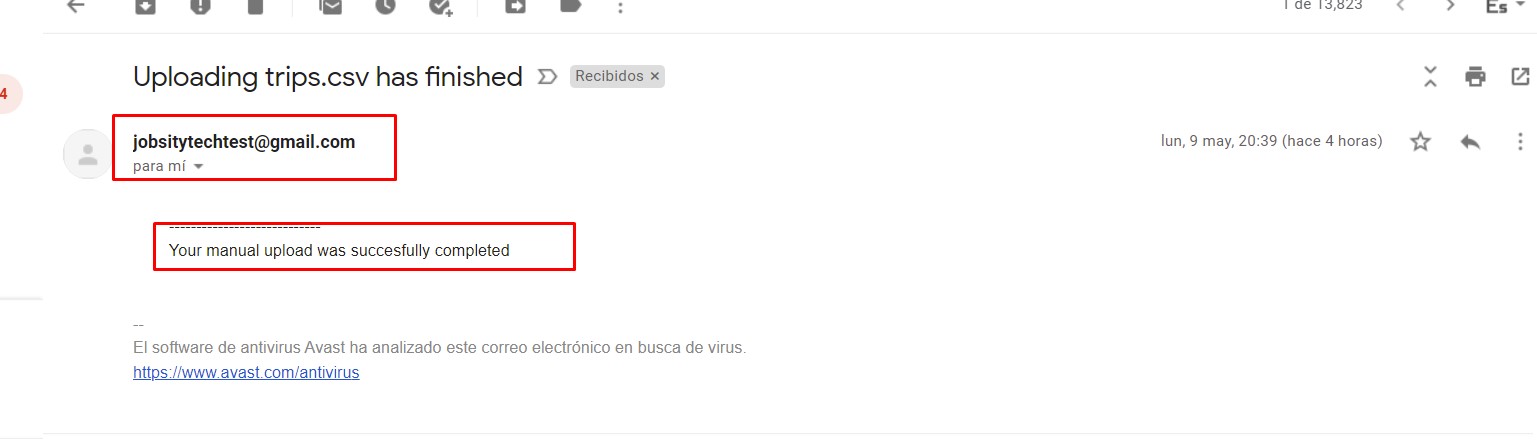 1 de 13,823
Es
Uploading trips.csv has finished
Recibidos ×
4
jobsitytechtest@gmail.com
lun, 9 may, 20:39 (hace 4 horas)
para mí
----------------------------
Your manual upload was succesfully completed
--
El software de antivirus Avast ha analizado este correo electrónico en busca de virus.
https://www.avast.com/antivirus